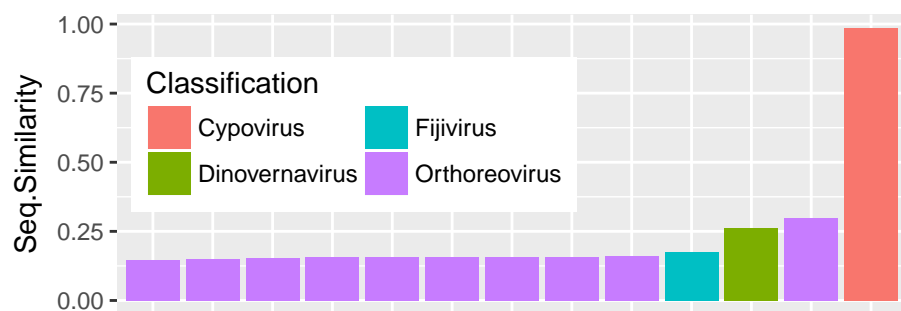 1.00
0.75
0.50
0.25
0.00
Seq.Similarity
Classification
Cypovirus
Fijivirus
Dinovernavirus
Orthoreovirus